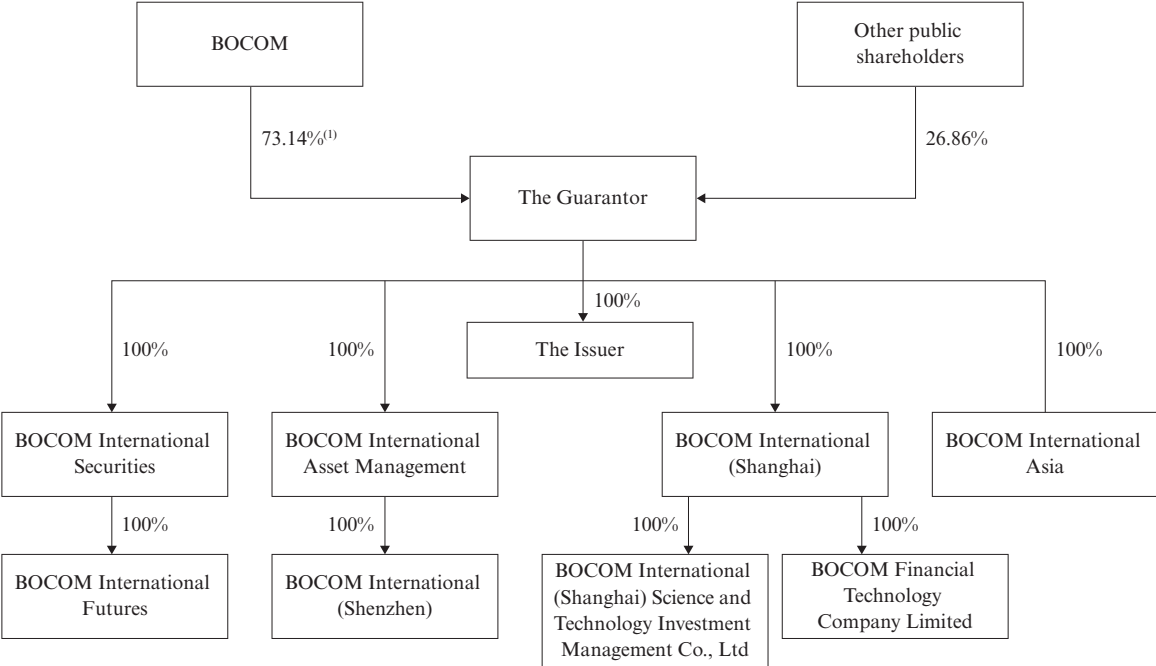 BOCOM
Other public
shareholders
73.14%(1)
26.86%
The Guarantor
100%
The Issuer
100%
100%
100%
100%
BOCOM International
Securities
BOCOM International
Asset Management
BOCOM International
(Shanghai)
BOCOM International
Asia
100%
100%
100%
100%
BOCOM International
Futures
BOCOM International
(Shenzhen)
BOCOM International
(Shanghai) Science and
Technology Investment
Management Co., Ltd
BOCOM Financial
Technology
Company Limited